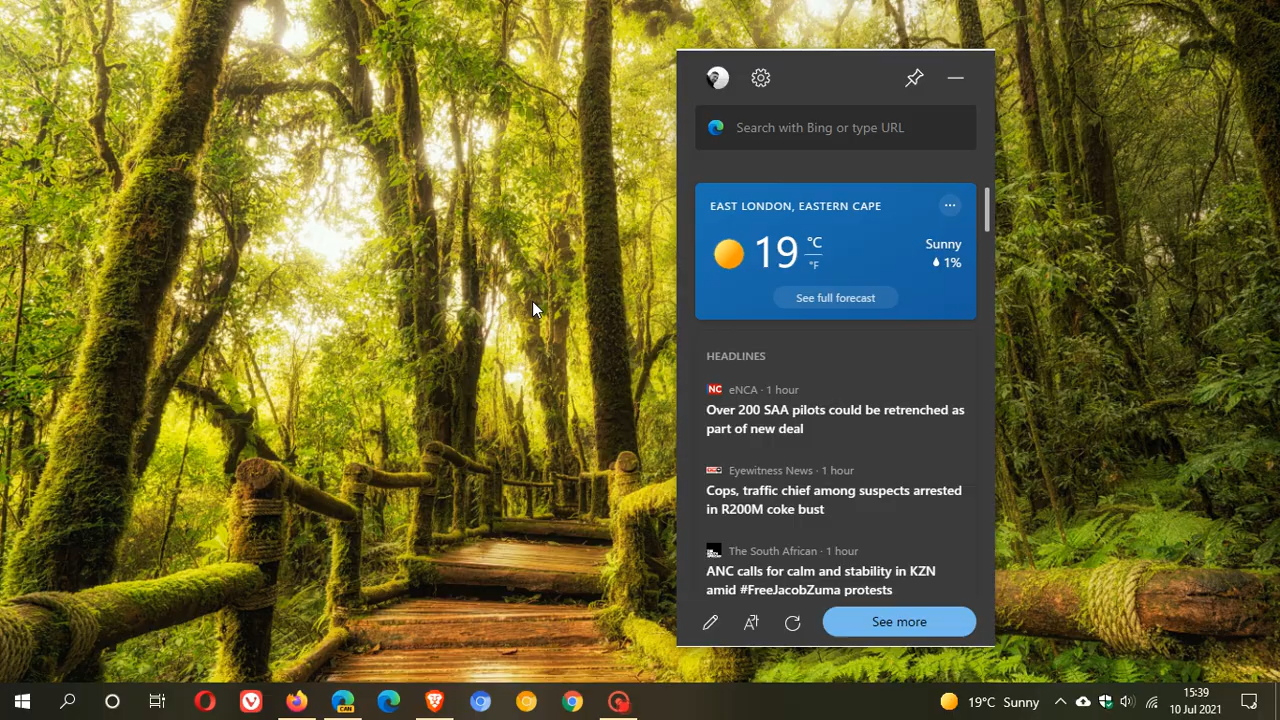 Search with Bing or type URL
EAST LONDON, EASTERN CAPE
...
19 °C
°F
Sunny
1%
See full forecast
HEADLINES
NC eNCA · 1 hour
Over 200 SAA pilots could be retrenched as
part of new deal
Eyewitness News · 1 hour
Cops, traffic chief among suspects arrested
in R200M coke bust
The South African · 1 hour
ANC calls for calm and stability in KZN
amid #FreeJacobZuma protests
See more
CAN
19°C Sunny
15:39
10 Jul 2021